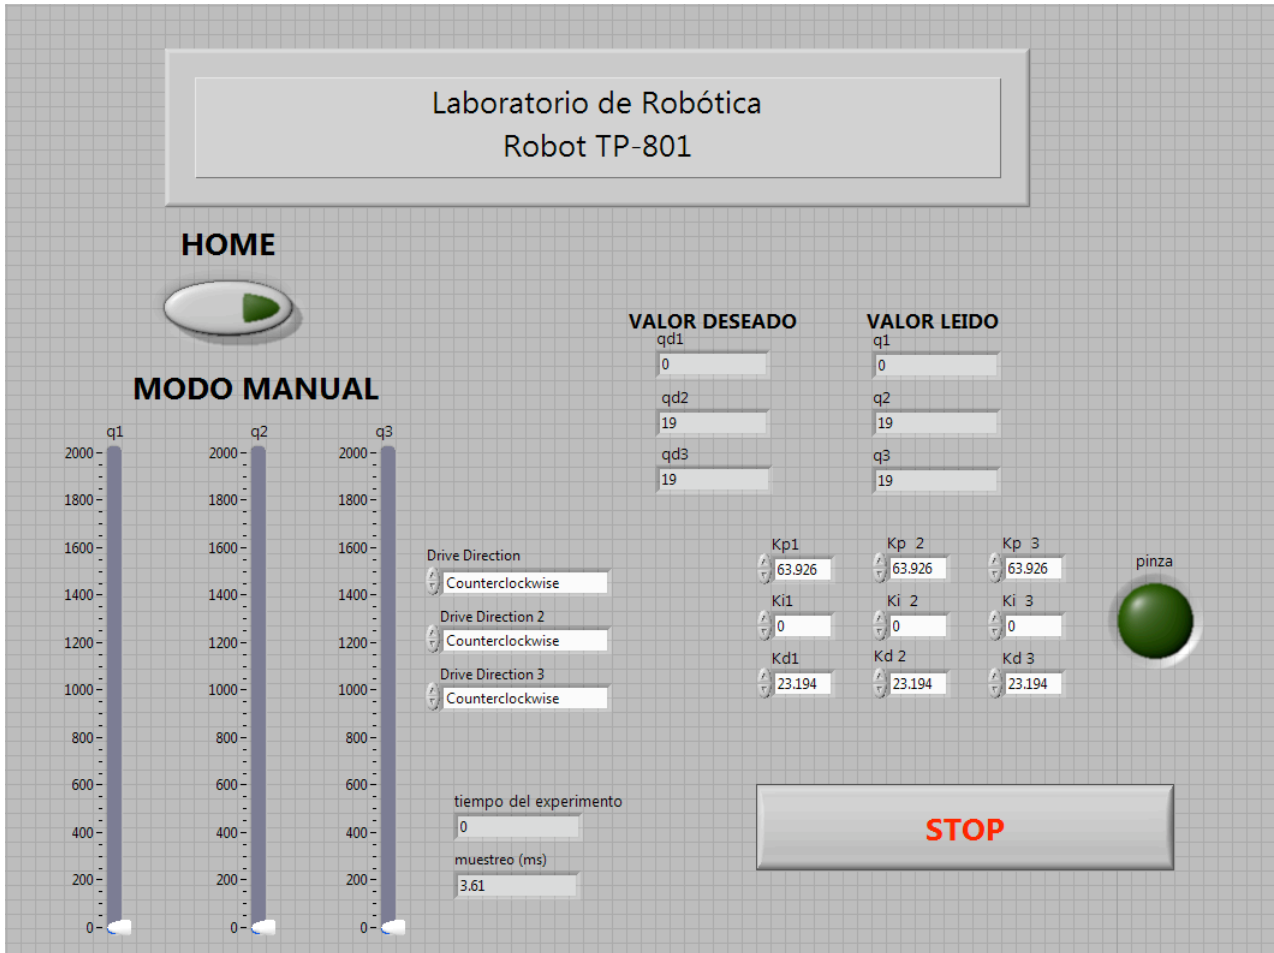 Laboratorio de Robótica
Robot TP-801
HOME
VALOR DESEADO VALOR LEIDO
qd1 q1
0 0
qd2 q2
19 19
qd3 q3
19 19
MODO MANUAL
q1 q2 q3
2000 2000 2000
1800 1800 1800
1600 1600 1600
1400 1400 1400
1200 1200 1200
1000 1000 1000
800 800 800
600 600 600
400 400 400
200 200 200
0 0 0
Drive Direction
Counterclockwise
Drive Direction 2
Counterclockwise
Drive Direction 3
Counterclockwise
Kp1 Kp 2 Kp 3
63.926 63.926 63.926
Ki1 Ki 2 Ki 3
0 0 0
Kd1 Kd 2 Kd 3
23.194 23.194 23.194
pinza
tiempo del experimento
0
muestreo (ms)
3.61
STOP